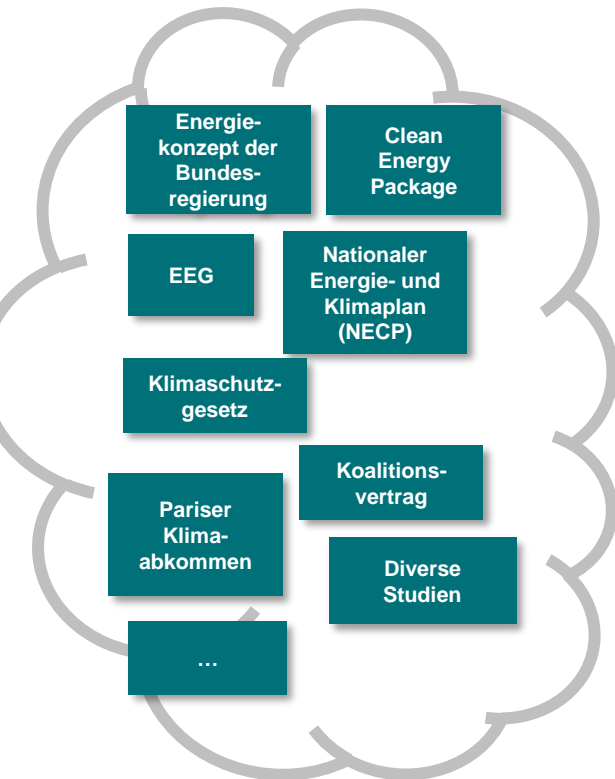 Energie-
konzept der
Bundes-
regierung
Clean
Energy
Package
EEG
Nationaler
Energie- und
Klimaplan
(NECP)
Klimaschutz-
gesetz
Koalitions-
vertrag
Pariser
Klima-
abkommen
Diverse
Studien
...